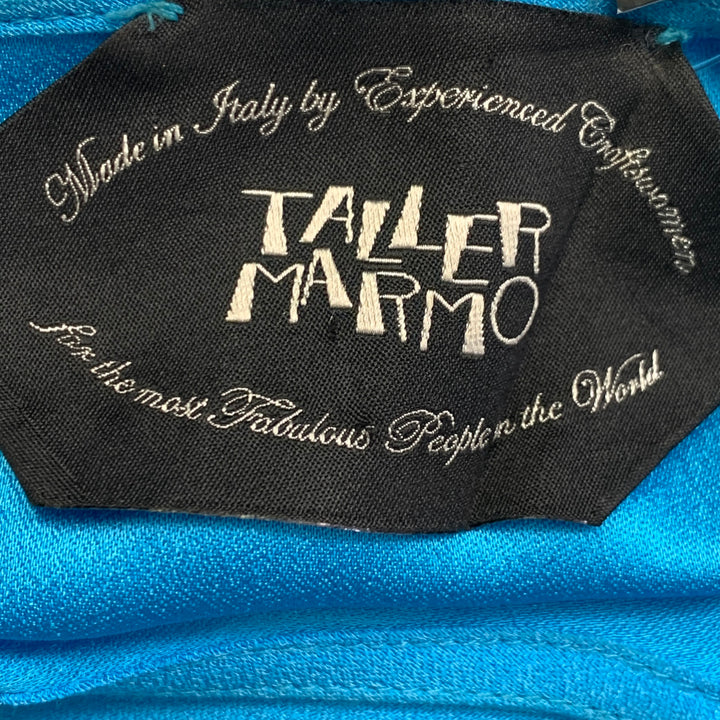 Made in Italy by Experienced Craftswomen
TALLER
MARMO
for the most Fabulous People in the World